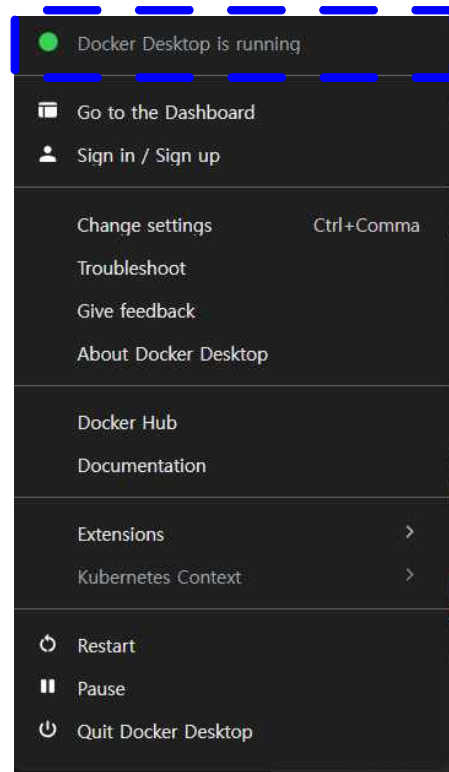 Docker Desktop is running
Go to the Dashboard
Sign in / Sign up
Change settings Ctrl+Comma
Troubleshoot
Give feedback
About Docker Desktop
Docker Hub
Documentation
Extensions
Kubernetes Context
Restart
Pause
Quit Docker Desktop